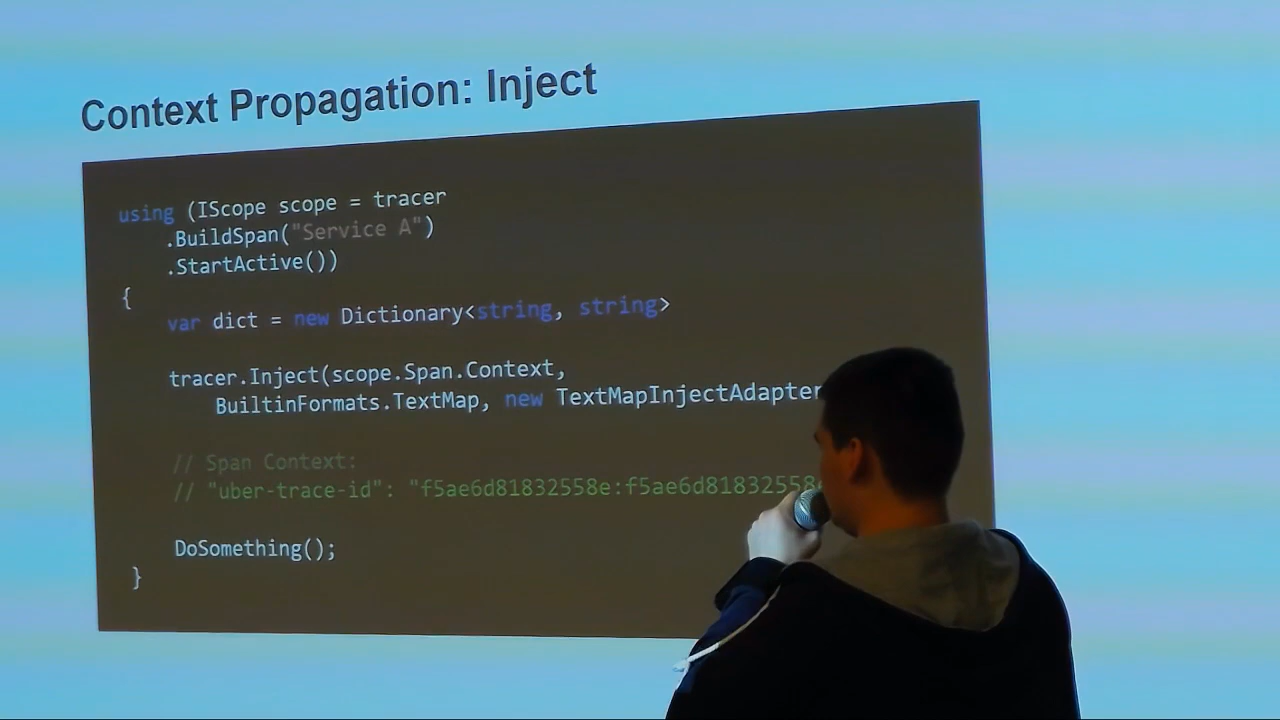 Context Propagation: Inject
using (IScope scope = tracer
.BuildSpan("Service A")
.StartActive())
{
var dict = new Dictionary<string, string>
tracer.Inject(scope.Span.Context,
BuiltinFormats.TextMap, new TextMapInjectAdapter
// Span Context:
// "uber-trace-id": "f5ae6d81832558e:f5ae6d81832558
DoSomething();
}